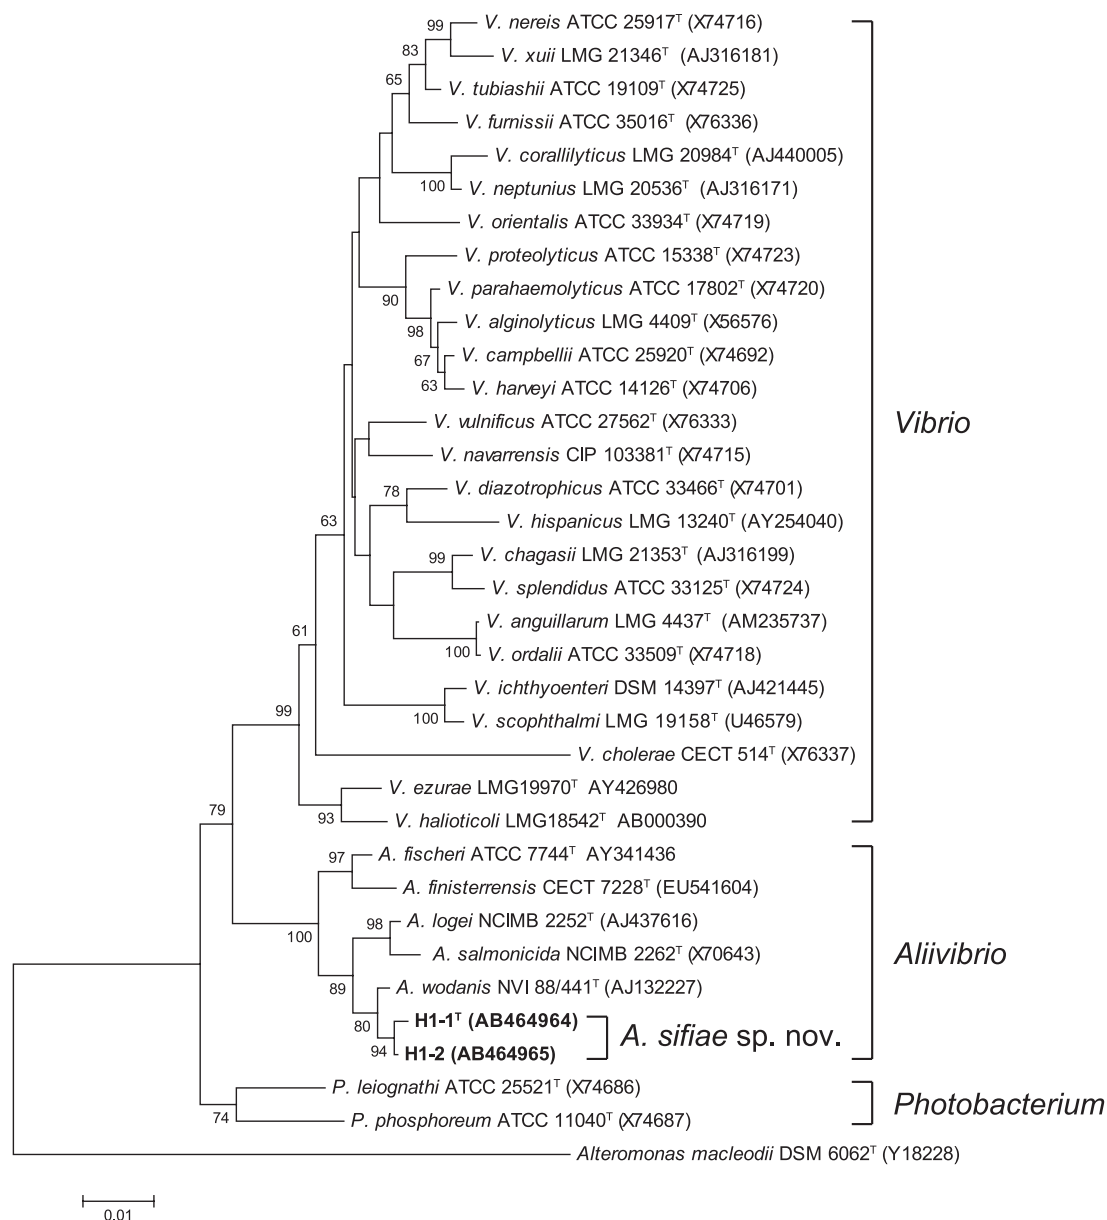 99
V. nereis ATCC 25917ᵀ (X74716)
83
V. xuii LMG 21346ᵀ (AJ316181)
65
V. tubiashii ATCC 19109ᵀ (X74725)
V. furnissii ATCC 35016ᵀ (X76336)
V. corallilyticus LMG 20984ᵀ (AJ440005)
100
V. neptunius LMG 20536ᵀ (AJ316171)
V. orientalis ATCC 33934ᵀ (X74719)
V. proteolyticus ATCC 15338ᵀ (X74723)
90
V. parahaemolyticus ATCC 17802ᵀ (X74720)
98
V. alginolyticus LMG 4409ᵀ (X56576)
67
V. campbellii ATCC 25920ᵀ (X74692)
63
V. harveyi ATCC 14126ᵀ (X74706)
Vibrio
V. vulnificus ATCC 27562ᵀ (X76333)
V. navarrensis CIP 103381ᵀ (X74715)
78
V. diazotrophicus ATCC 33466ᵀ (X74701)
63
V. hispanicus LMG 13240ᵀ (AY254040)
99
V. chagasii LMG 21353ᵀ (AJ316199)
V. splendidus ATCC 33125ᵀ (X74724)
V. anguillarum LMG 4437ᵀ (AM235737)
61
100
V. ordalii ATCC 33509ᵀ (X74718)
V. ichthyoenteri DSM 14397ᵀ (AJ421445)
99
100
V. scophthalmi LMG 19158ᵀ (U46579)
V. cholerae CECT 514ᵀ (X76337)
V. ezurae LMG19970ᵀ AY426980
79
93
V. halioticoli LMG18542ᵀ AB000390
97
A. fischeri ATCC 7744ᵀ AY341436
A. finisterrensis CECT 7228ᵀ (EU541604)
100
98
A. logei NCIMB 2252ᵀ (AJ437616)
A. salmonicida NCIMB 2262ᵀ (X70643)
Aliivibrio
89
A. wodanis NVI 88/441ᵀ (AJ132227)
80
H1-1ᵀ (AB464964)
A. sifiae sp. nov.
94
H1-2 (AB464965)
P. leiognathi ATCC 25521ᵀ (X74686)
Photobacterium
74
P. phosphoreum ATCC 11040ᵀ (X74687)
Alteromonas macleodii DSM 6062ᵀ (Y18228)
0.01